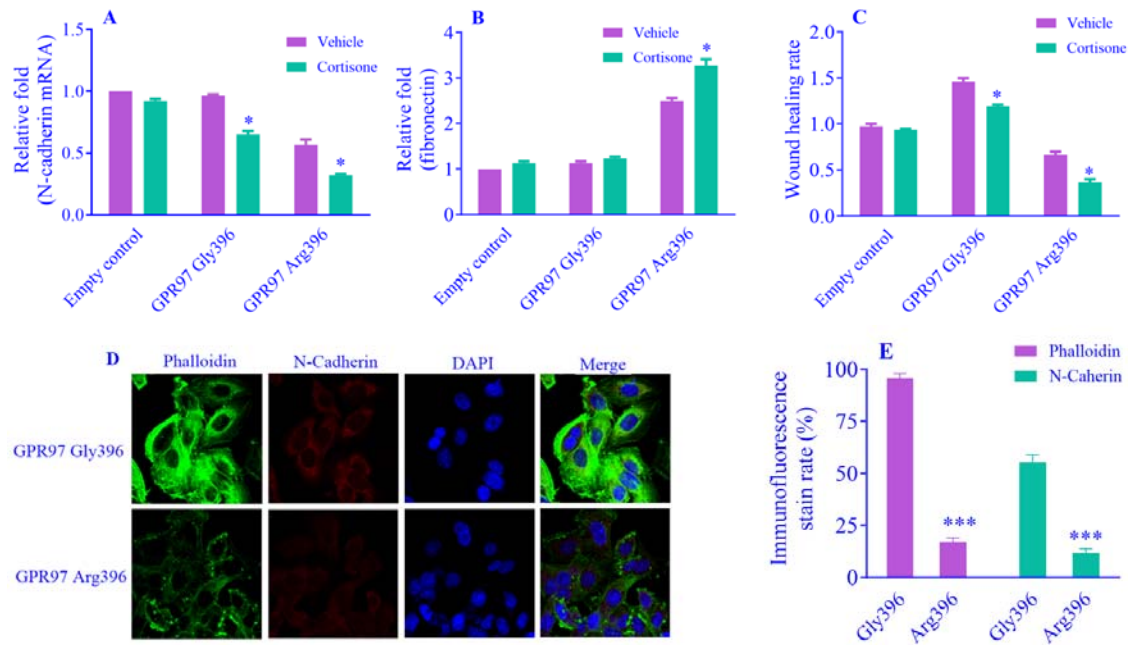 A
Vehicle
Cortisone
Relative fold
(N-cadherin mRNA)
1.5
1.0
0.5
0.0
*
*
Empty control
GPR97 Gly396
GPR97 Arg396
B
Vehicle
Cortisone
Relative fold
(fibronectin)
4
3
2
1
0
*
Empty control
GPR97 Gly396
GPR97 Arg396
C
Vehicle
Cortisone
Wound healing rate
2.0
1.5
1.0
0.5
0.0
*
*
Empty control
GPR97 Gly396
GPR97 Arg396
D
Phalloidin
N-Cadherin
DAPI
Merge
GPR97 Gly396
GPR97 Arg396
E
Phalloidin
N-Caherin
Immunofluorescence
stain rate (%)
100
75
50
25
0
***
***
Gly396
Arg396
Gly396
Arg396